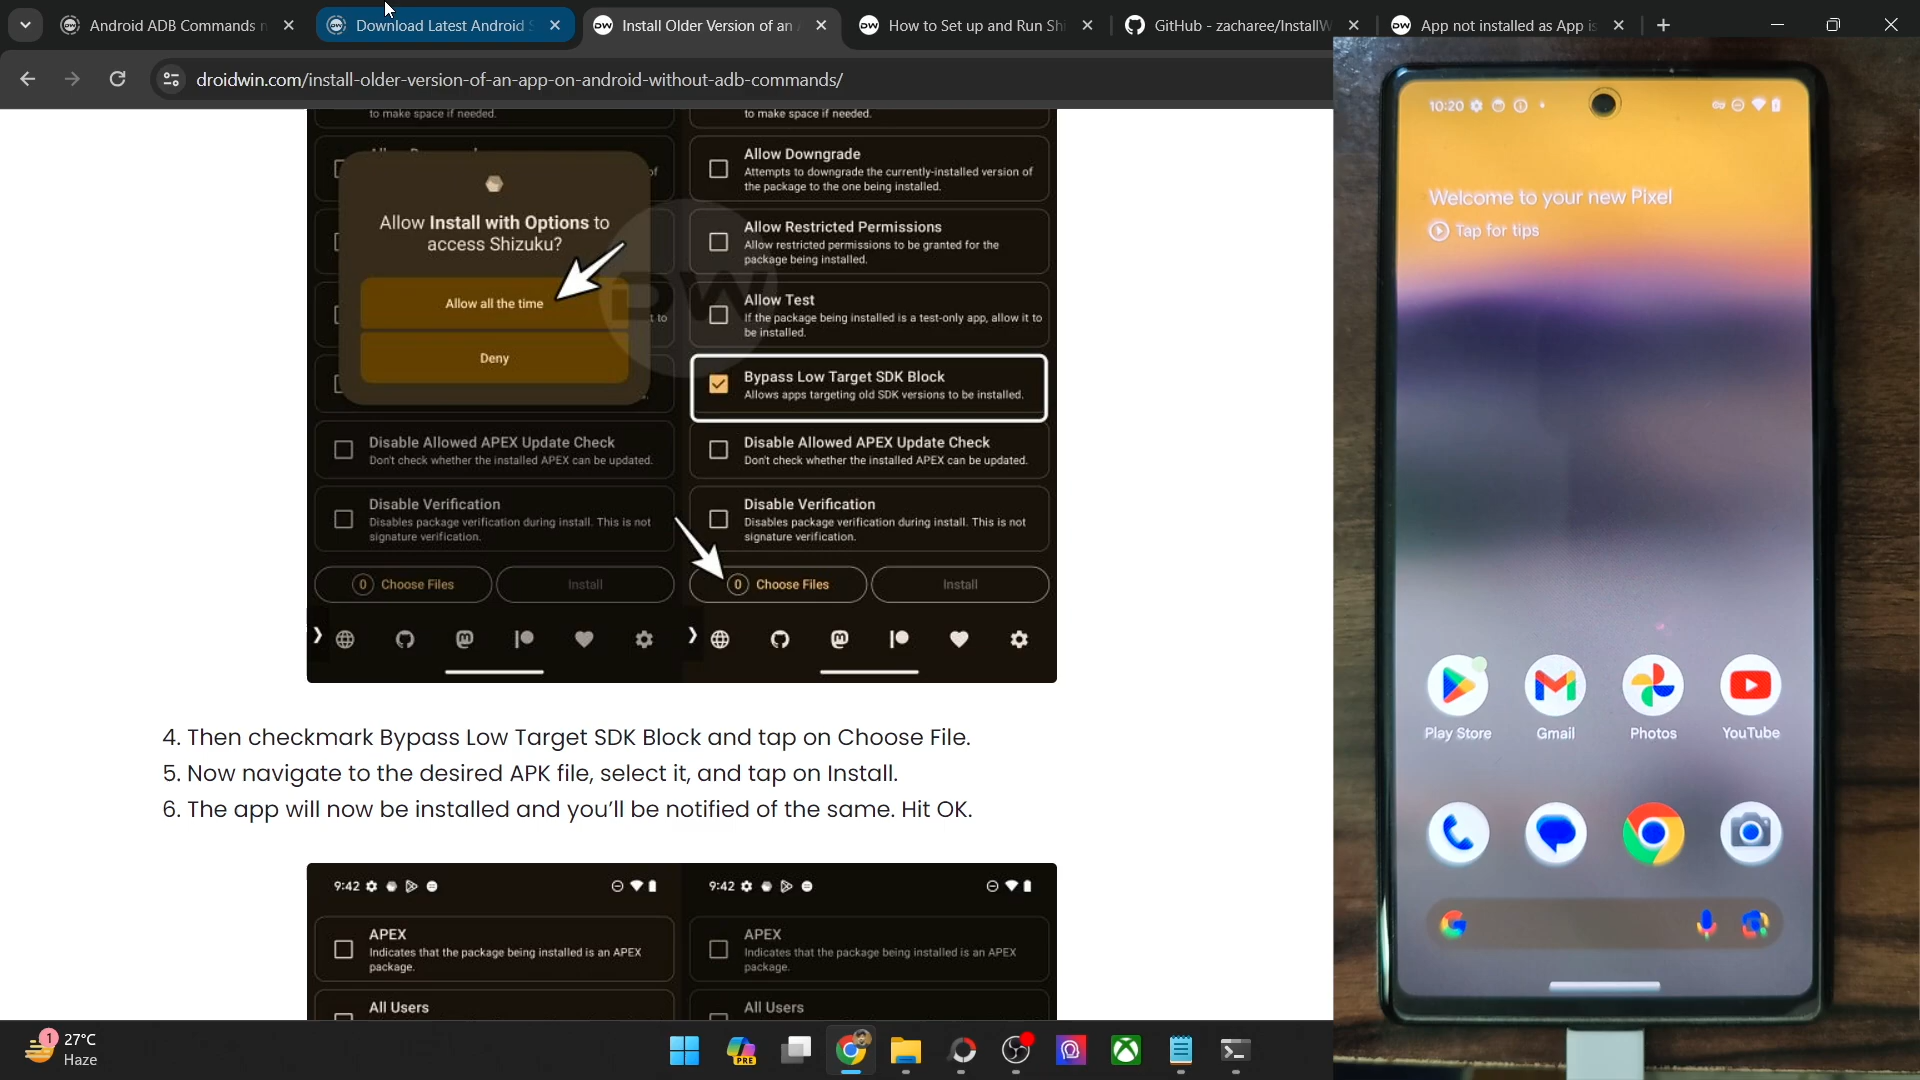 Android ADB Commands n
Download Latest Android S
Install Older Version of an A
How to Set up and Run Shi
GitHub - zacharee/InstallW
App not installed as App is
droidwin.com/install-older-version-of-an-app-on-android-without-adb-commands/
to make space if needed.
of
Allow Install with Options to
access Shizuku?
Allow all the time
t to
Deny
Disable Allowed APEX Update Check
Don't check whether the installed APEX can be updated.
Disable Verification
Disables package verification during install. This is not
signature verification.
0 Choose Files
Install
to make space if needed.
Allow Downgrade
Attempts to downgrade the currently-installed version of
the package to the one being installed.
Allow Restricted Permissions
Allow restricted permissions to be granted for the
package being installed.
Allow Test
If the package being installed is a test-only app, allow it to
be installed.
Bypass Low Target SDK Block
Allows apps targeting old SDK versions to be installed.
Disable Allowed APEX Update Check
Don't check whether the installed APEX can be updated.
Disable Verification
Disables package verification during install. This is not
signature verification.
0 Choose Files
Install
DW
4. Then checkmark Bypass Low Target SDK Block and tap on Choose File.
5. Now navigate to the desired APK file, select it, and tap on Install.
6. The app will now be installed and you'll be notified of the same. Hit OK.
9:42
APEX
Indicates that the package being installed is an APEX
package.
All Users
9:42
APEX
Indicates that the package being installed is an APEX
package.
All Users
10:20
Welcome to your new Pixel
Tap for tips
Play Store
Gmail
Photos
YouTube
1
27°C
Haze
PRE